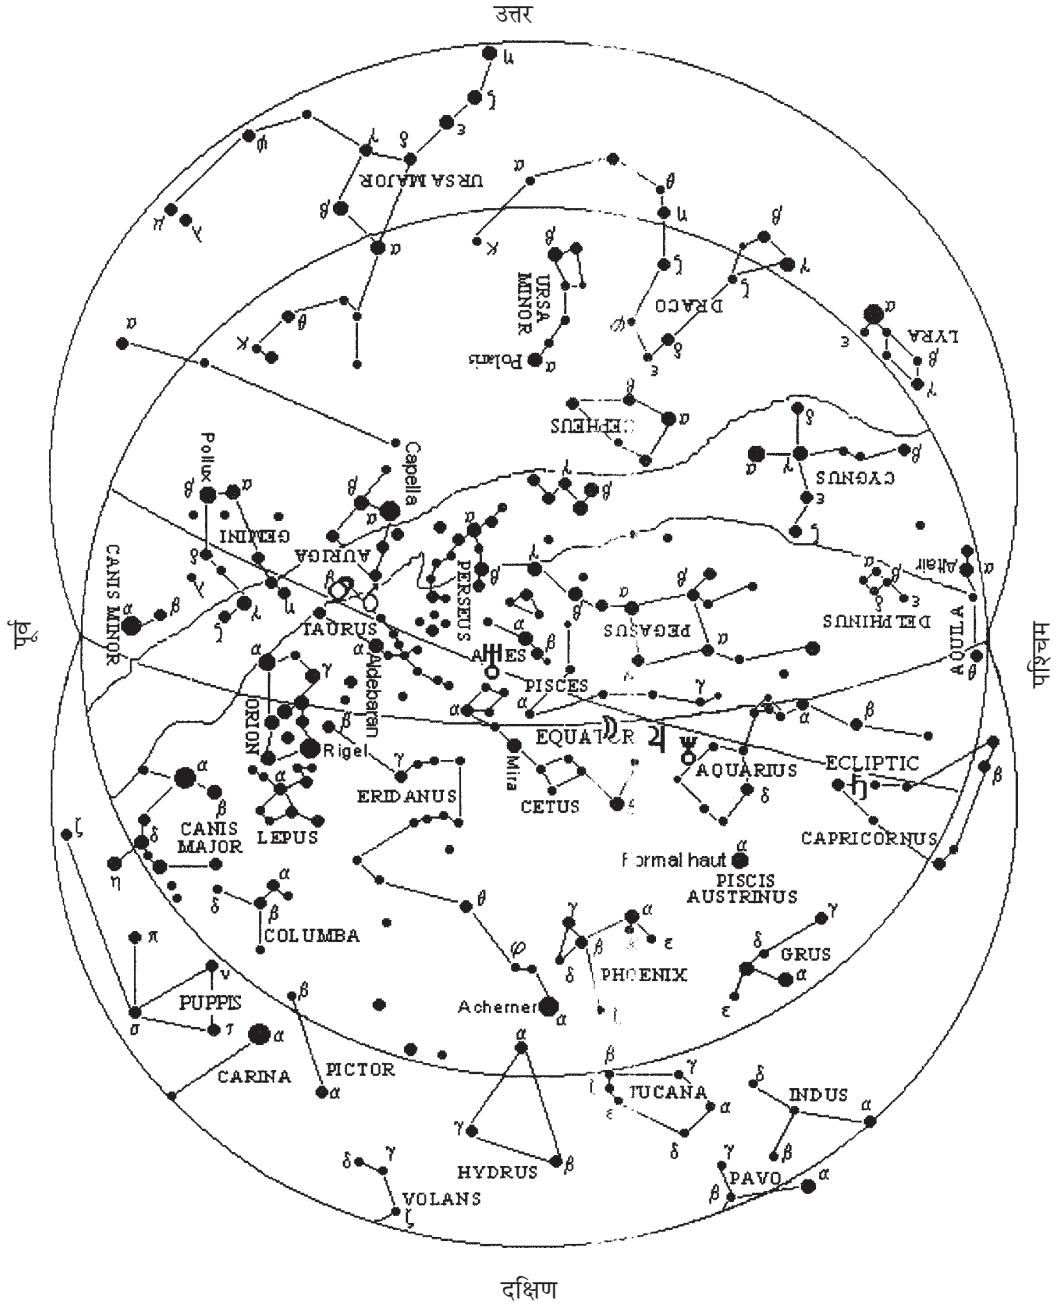 उत्तर
η
ζ
ε
δ
γ
φ
URSA MAJOR
β
α
μ
λ
α
θ
η
κ
ζ
β
γ
ζ
DRACO
φ
δ
ε
β
URSA
MINOR
Polaris
α
α
ε
LYRA
β
γ
θ
κ
α
β
α
CEPHEUS
δ
α
γ
β
CYGNUS
ε
ζ
Capella
Pollux
β
α
GEMINI
δ
λ
ζ
γ
η
β
α
AURIGA
γ
α
PERSEUS
β
γ
β
α
β
PEGASUS
α
α
β
δ
ε
DELPHINUS
Altair
α
AQUILA
θ
CANIS MINOR
α
β
β
TAURUS
α
Aldebaran
α
β
ARIES
PISCES
α
γ
पूर्व
पश्चिम
α
γ
ORION
β
Rigel
α
EQUATOR
Mira
CETUS
AQUARIUS
δ
α
β
ECLIPTIC
CAPRICORNUS
β
γ
ERIDANUS
α
LEPUS
α
β
CANIS
MAJOR
δ
η
ζ
Formal haut
α
PISCIS
AUSTRINUS
α
β
δ
COLUMBA
θ
φ
Acherner
α
γ
α
β
ε
δ
PHOENIX
γ
δ
GRUS
α
ε
π
ν
PUPPIS
σ
τ
α
CARINA
β
PICTOR
α
α
γ
β
HYDRUS
β
γ
TUCANA
ε
α
δ
δ
INDUS
α
β
γ
PAVO
β
α
δ
γ
VOLANS
ζ
दक्षिण